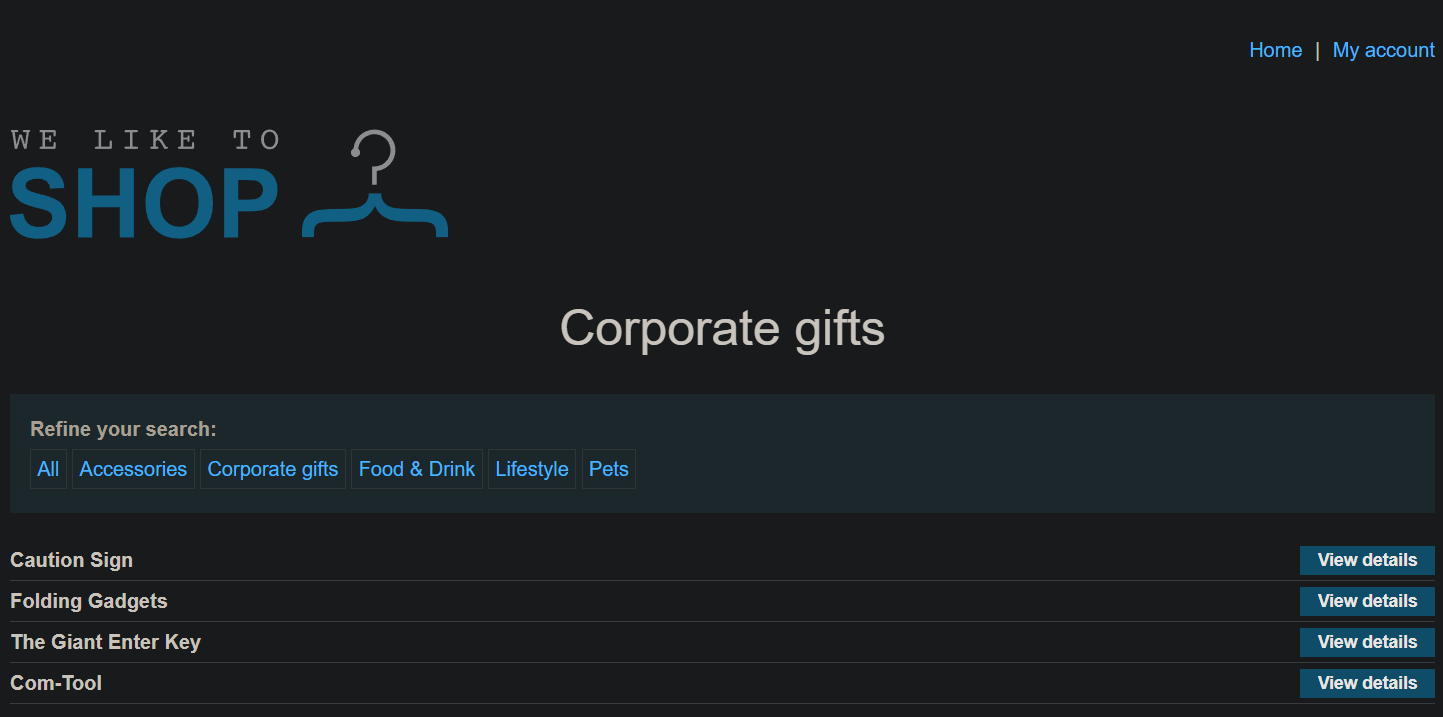 Home | My account
WE LIKE TO
SHOP
Corporate gifts
Refine your search:
All Accessories Corporate gifts Food & Drink Lifestyle Pets
Caution Sign View details
Folding Gadgets View details
The Giant Enter Key View details
Com-Tool View details